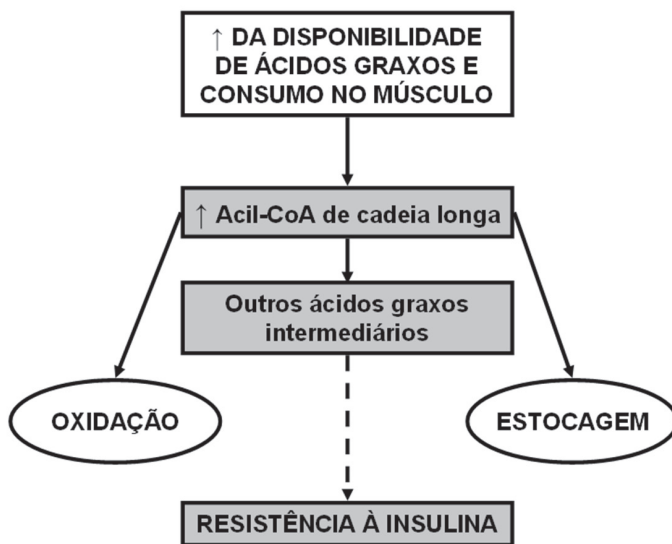 ↑ DA DISPONIBILIDADE
DE ÁCIDOS GRAXOS E
CONSUMO NO MÚSCULO
↑ Acil-CoA de cadeia longa
Outros ácidos graxos
intermediários
OXIDAÇÃO
ESTOCAGEM
RESISTÊNCIA À INSULINA